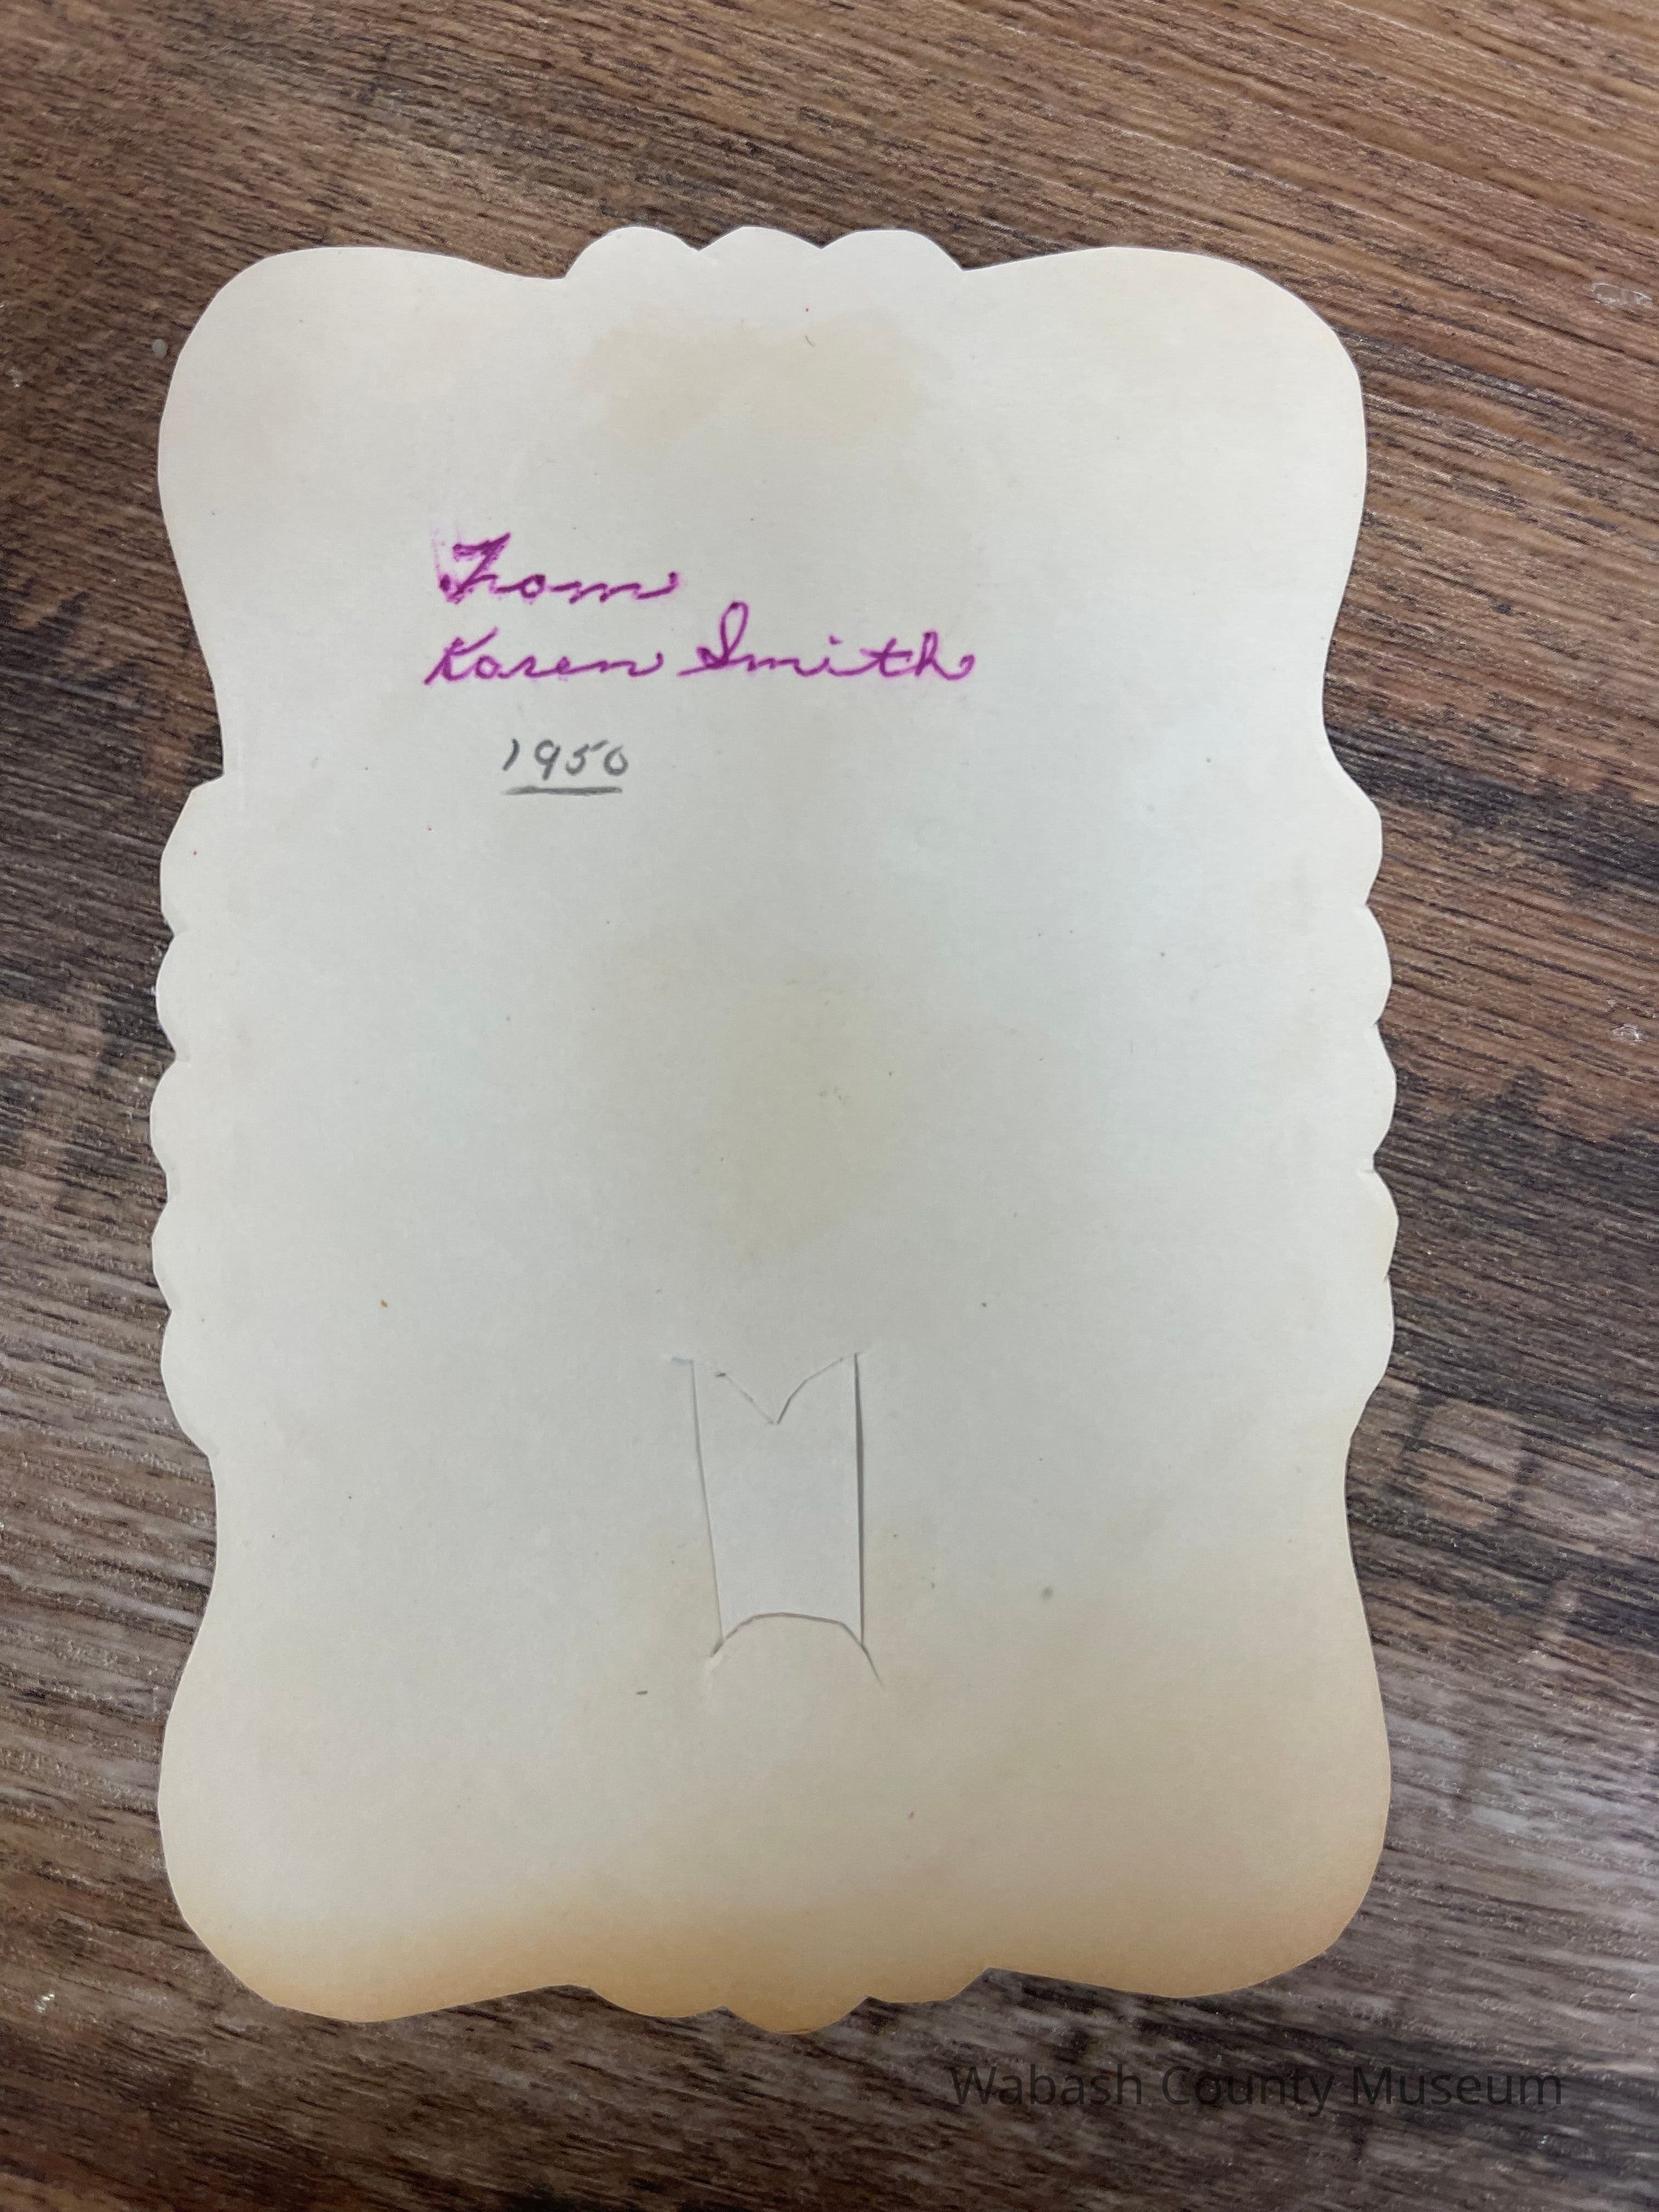 From
Karen Smith
1950
Wabash County Museum